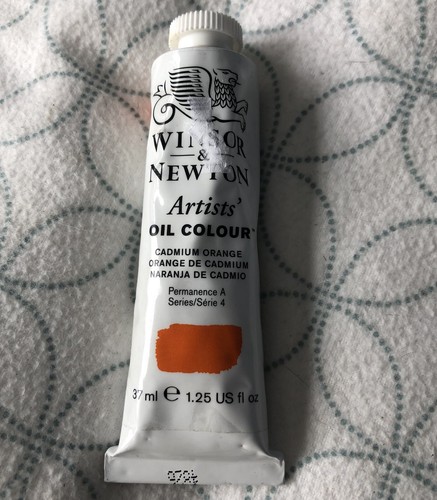 WINSOR
&
NEWTON
Artists'
OIL COLOUR™
CADMIUM ORANGE
ORANGE DE CADMIUM
NARANJA DE CADMIO
Permanence A
Series/Série 4
37 ml ℮ 1.25 US fl oz